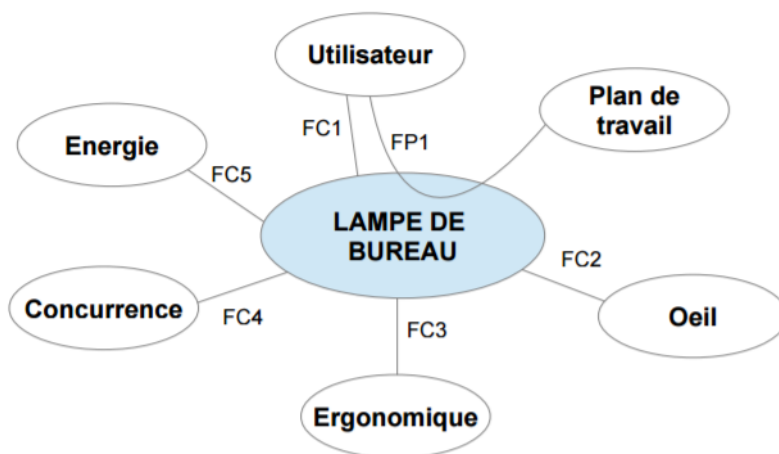 Utilisateur
Plan de
travail
Energie
FC1
FP1
FC5
LAMPE DE
BUREAU
FC2
Concurrence
FC4
FC3
Oeil
Ergonomique